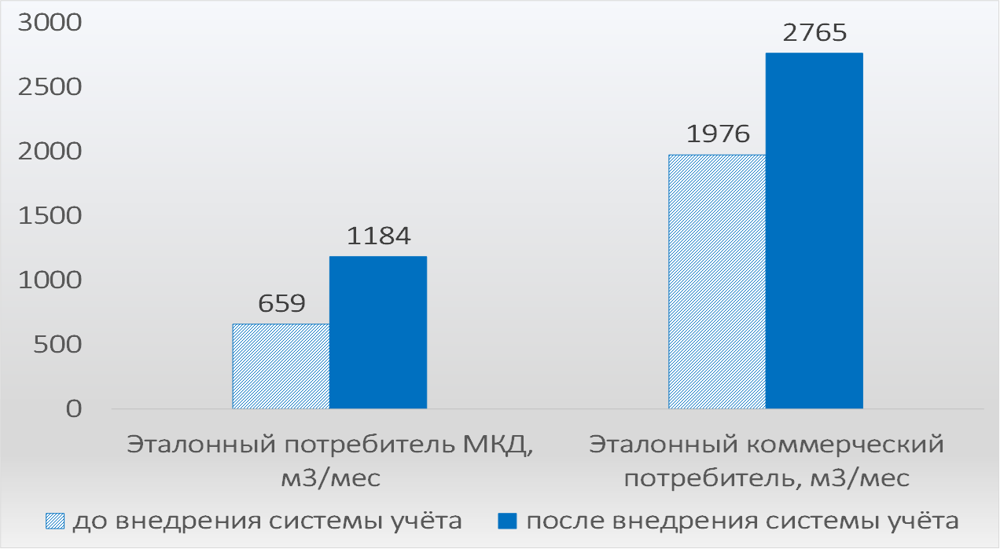 3000
2500
2000
1500
1000
500
0
659
1184
1976
2765
Эталонный потребитель МКД,
м3/мес
Эталонный коммерческий
потребитель, м3/мес
до внедрения системы учёта
после внедрения системы учёта